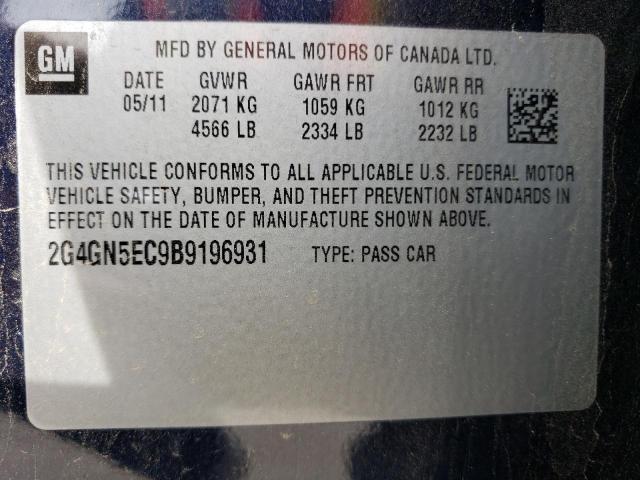 GM
MFD BY GENERAL MOTORS OF CANADA LTD.
DATE GVWR GAWR FRT GAWR RR
05/11 2071 KG 1059 KG 1012 KG
4566 LB 2334 LB 2232 LB
THIS VEHICLE CONFORMS TO ALL APPLICABLE U.S. FEDERAL MOTOR
VEHICLE SAFETY, BUMPER, AND THEFT PREVENTION STANDARDS IN
EFFECT ON THE DATE OF MANUFACTURE SHOWN ABOVE.
2G4GN5EC9B9196931 TYPE: PASS CAR